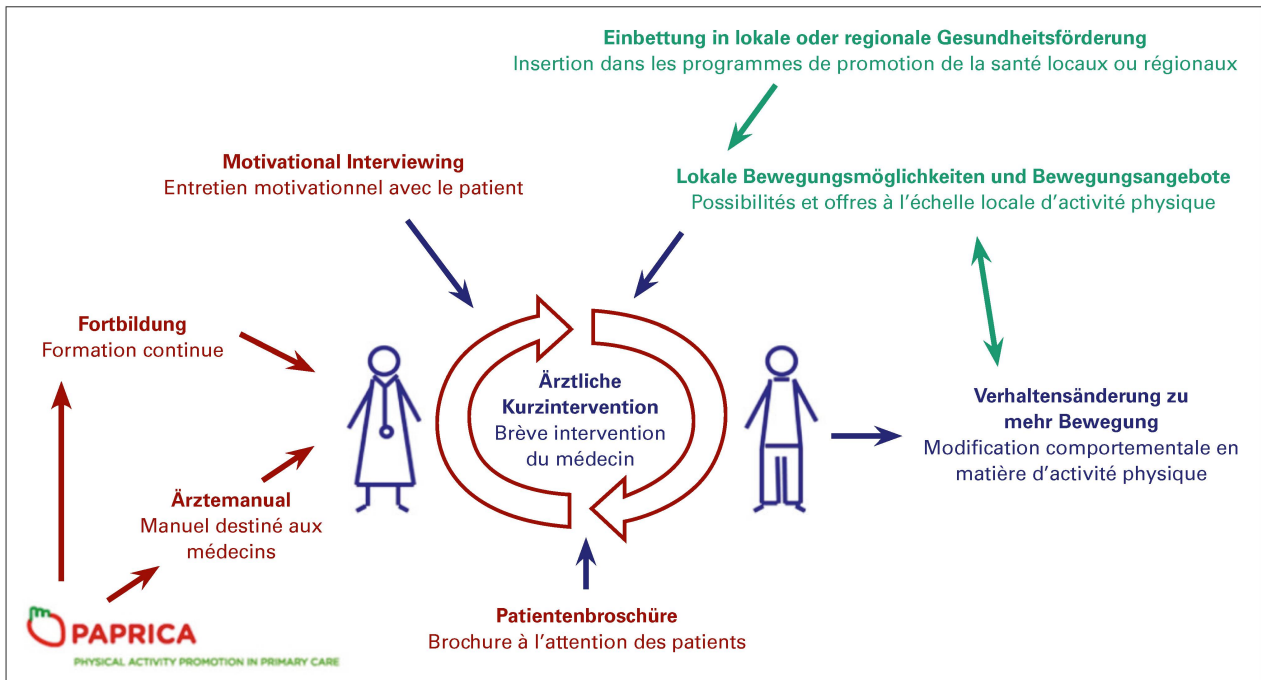 Einbettung in lokale oder regionale Gesundheitsförderung
Insertion dans les programmes de promotion de la santé locaux ou régionaux
Motivational Interviewing
Entretien motivationnel avec le patient
Lokale Bewegungsmöglichkeiten und Bewegungsangebote
Possibilités et offres à l’échelle locale d’activité physique
Fortbildung
Formation continue
Ärztliche
Kurzintervention
Brève intervention
du médecin
Verhaltensänderung zu
mehr Bewegung
Modification comportementale en
matière d’activité physique
Ärztemanual
Manuel destiné aux
médecins
Patientenbroschüre
Brochure à l’attention des patients
PAPRICA
PHYSICAL ACTIVITY PROMOTION IN PRIMARY CARE